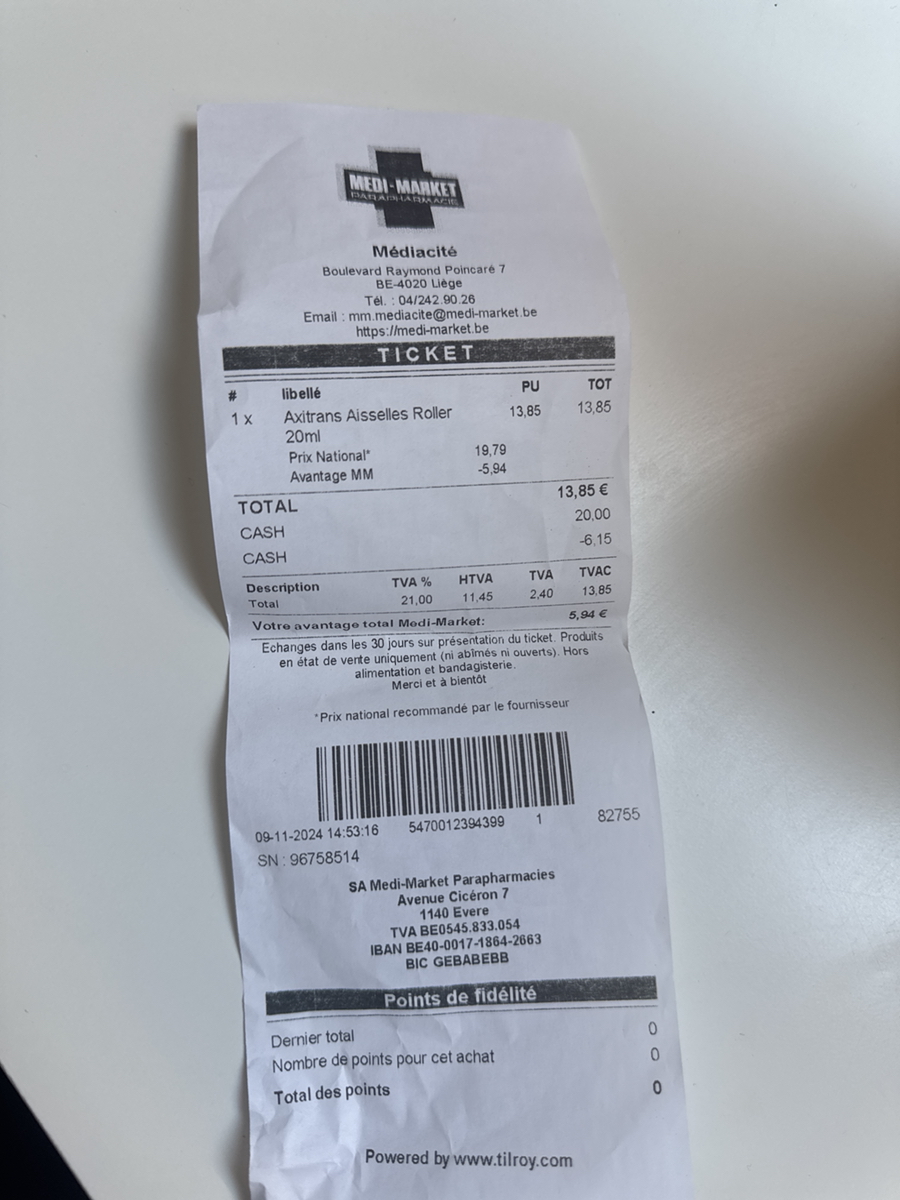 MEDI-MARKET
PARAPHARMACIE
Médiacité
Boulevard Raymond Poincaré 7
BE-4020 Liège
Tél. : 04/242.90.26
Email : mm.mediacite@medi-market.be
https://medi-market.be
TICKET
# libellé PU TOT
1 x Axitrans Aisselles Roller 13,85 13,85
20ml
Prix National* 19,79
Avantage MM -5,94
TOTAL 13,85 €
CASH 20,00
CASH -6,15
Description TVA % HTVA TVA TVAC
Total 21,00 11,45 2,40 13,85
Votre avantage total Medi-Market: 5,94 €
Echanges dans les 30 jours sur présentation du ticket. Produits
en état de vente uniquement (ni abîmés ni ouverts). Hors
alimentation et bandagisterie.
Merci et à bientôt
*Prix national recommandé par le fournisseur
09-11-2024 14:53:16 5470012394399 1 82755
SN : 96758514
SA Medi-Market Parapharmacies
Avenue Cicéron 7
1140 Evere
TVA BE0545.833.054
IBAN BE40-0017-1864-2663
BIC GEBABEBB
Points de fidélité
Dernier total 0
Nombre de points pour cet achat 0
Total des points 0
Powered by www.tilroy.com